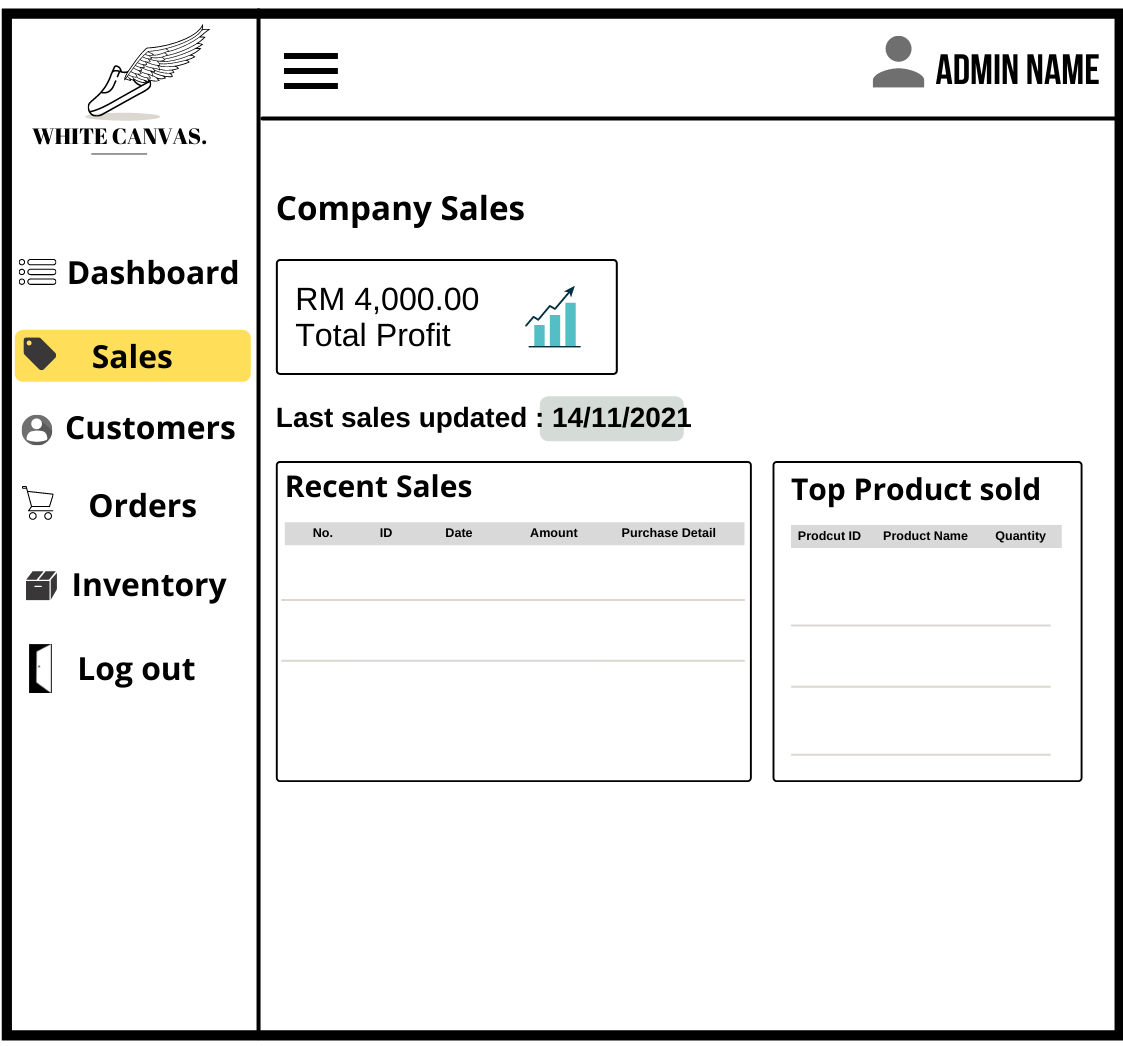 WHITE CANVAS.
ADMIN NAME
Dashboard
Sales
Customers
Orders
Inventory
Log out
Company Sales
RM 4,000.00
Total Profit
Last sales updated : 14/11/2021
Recent Sales
No. ID Date Amount Purchase Detail
Top Product sold
Prodcut ID Product Name Quantity